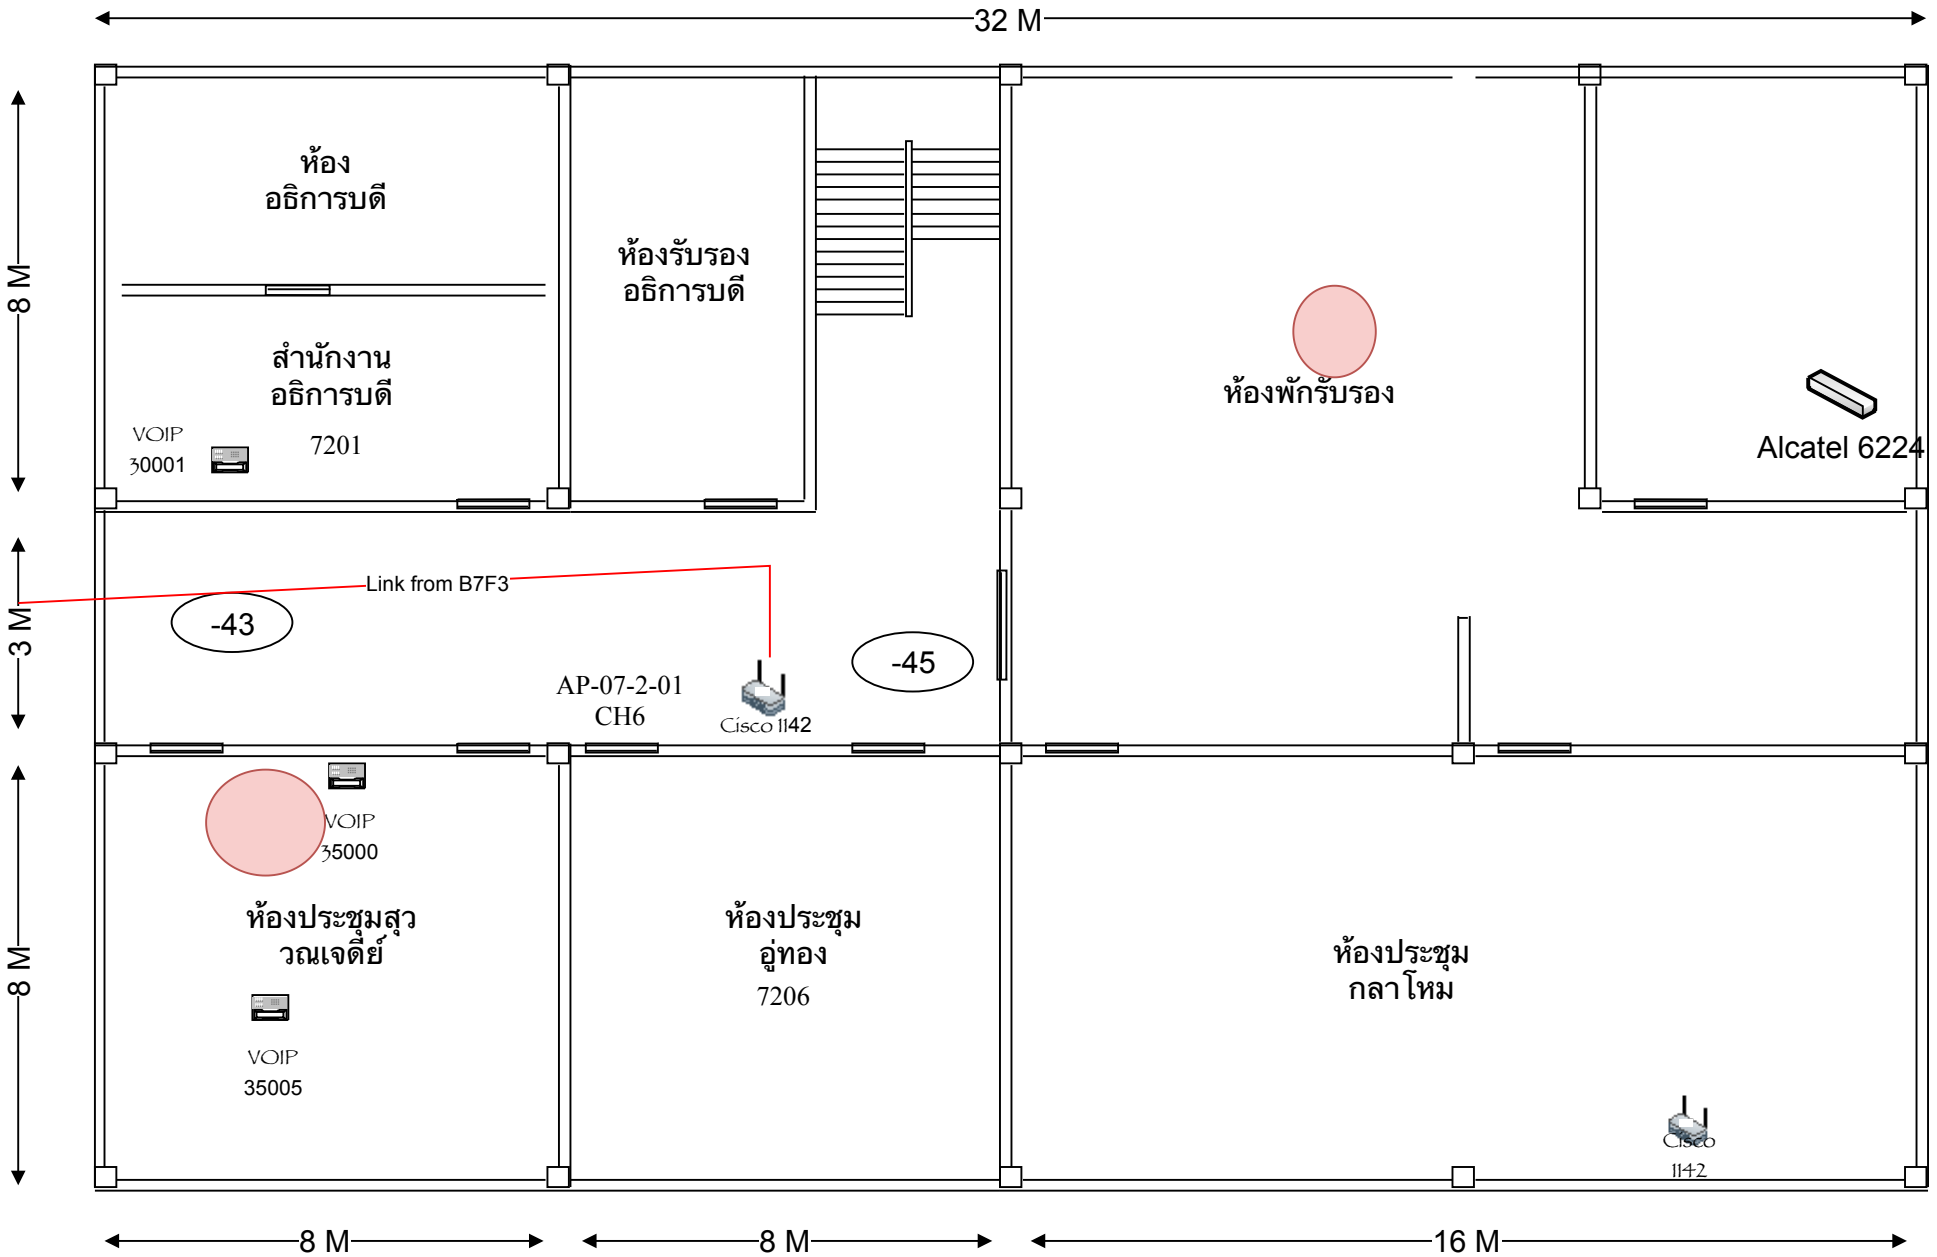 32 M
ห้อง
อธิการบดี
ห้องรับรอง
อธิการบดี
8 M
สำนักงาน
อธิการบดี
7201
VOIP
30001
ห้องพักรับรอง
Alcatel 6224
Link from B7F3
3 M
-43
-45
AP-07-2-01
CH6
Cisco 1142
VOIP
35000
ห้องประชุมสุว
วณเจดีย์
VOIP
35005
ห้องประชุม
อู่ทอง
7206
ห้องประชุม
กลาโหม
8 M
Cisco
1142
8 M
8 M
16 M